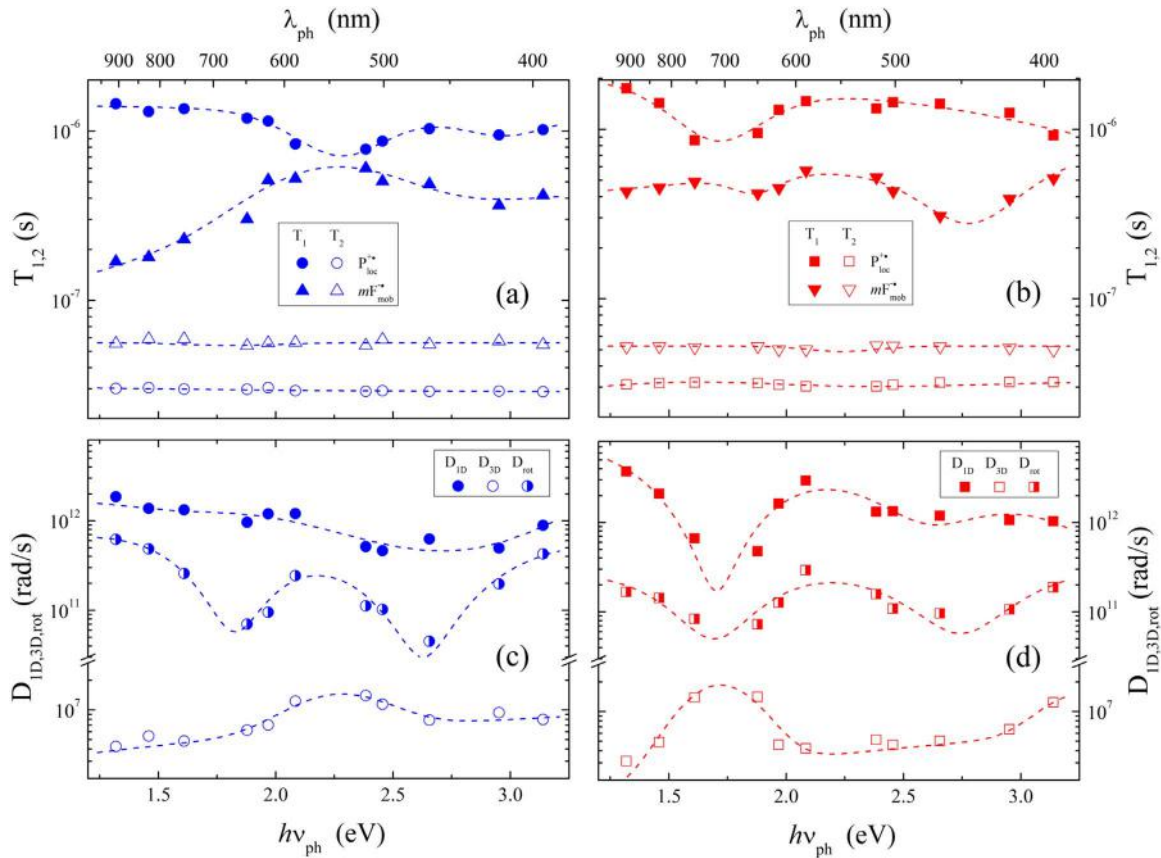 λph (nm) λph (nm)
900 800 700 600 500 400 900 800 700 600 500 400
10⁻⁶ 10⁻⁶
T1,2 (s) T1,2 (s)
T1 T2 T1 T2
P⁺•loc P⁺•loc
mF⁻•mob mF⁻•mob
(a) (b)
10⁻⁷ 10⁻⁷
D1D D3D Drot D1D D3D Drot
10¹² 10¹²
D1D,3D,rot (rad/s) D1D,3D,rot (rad/s)
10¹¹ 10¹¹
(c) (d)
10⁷ 10⁷
1.5 2.0 2.5 3.0 1.5 2.0 2.5 3.0
hνph (eV) hνph (eV)